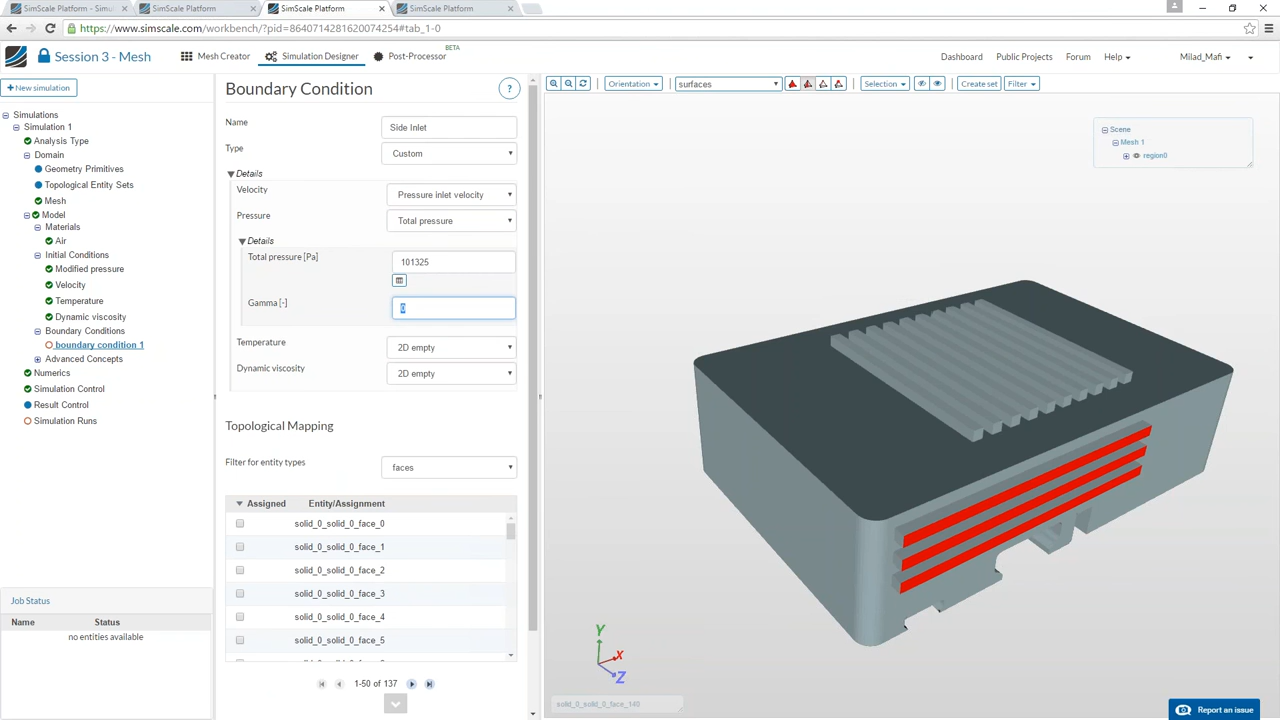 SimScale Platform - Simu
SimScale Platform
SimScale Platform
SimScale Platform
https://www.simscale.com/workbench/?pid=8640714281620074254#tab_1-0
Session 3 - Mesh
Mesh Creator
Simulation Designer
Post-Processor
BETA
Dashboard
Public Projects
Forum
Help
Milad_Mafi
+ New simulation
Simulations
Simulation 1
Analysis Type
Domain
Geometry Primitives
Topological Entity Sets
Mesh
Model
Materials
Air
Initial Conditions
Modified pressure
Velocity
Temperature
Dynamic viscosity
Boundary Conditions
boundary condition 1
Advanced Concepts
Numerics
Simulation Control
Result Control
Simulation Runs
Job Status
Name Status
no entities available
Boundary Condition
?
Name Side Inlet
Type Custom
Details
Velocity Pressure inlet velocity
Pressure Total pressure
Details
Total pressure [Pa] 101325
Gamma [-] 0
Temperature 2D empty
Dynamic viscosity 2D empty
Topological Mapping
Filter for entity types faces
Assigned Entity/Assignment
solid_0_solid_0_face_0
solid_0_solid_0_face_1
solid_0_solid_0_face_2
solid_0_solid_0_face_3
solid_0_solid_0_face_4
solid_0_solid_0_face_5
1-50 of 137
Orientation
surfaces
Selection
Create set
Filter
Scene
Mesh 1
region0
Y
X
Z
solid_0_solid_0_face_140
Report an issue